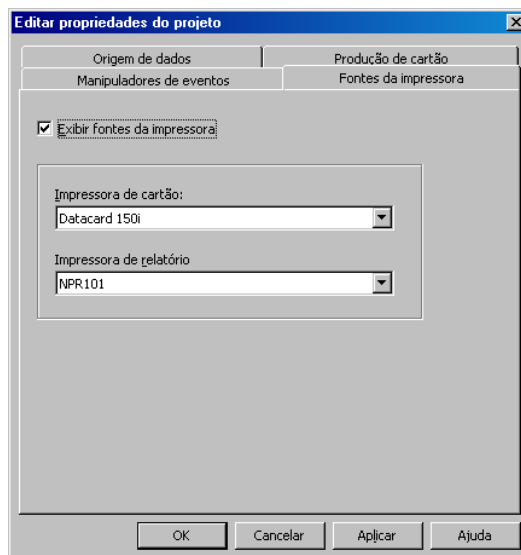 Editar propriedades do projeto
Origem de dados
Produção de cartão
Manipuladores de eventos
Fontes da impressora
Exibir fontes da impressora
Impressora de cartão:
Datacard 150i
Impressora de relatório
NPR101
OK
Cancelar
Aplicar
Ajuda